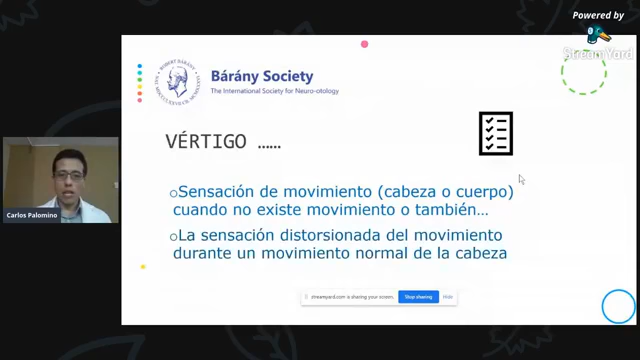 Powered by
StreamYard
Bárány Society
The International Society for Neuro-otology
VÉRTIGO ......
Sensación de movimiento (cabeza o cuerpo)
cuando no existe movimiento o también...
La sensación distorsionada del movimiento
durante un movimiento normal de la cabeza
Carlos Palomino
streamyard.com is sharing your screen.
Stop sharing
Hide